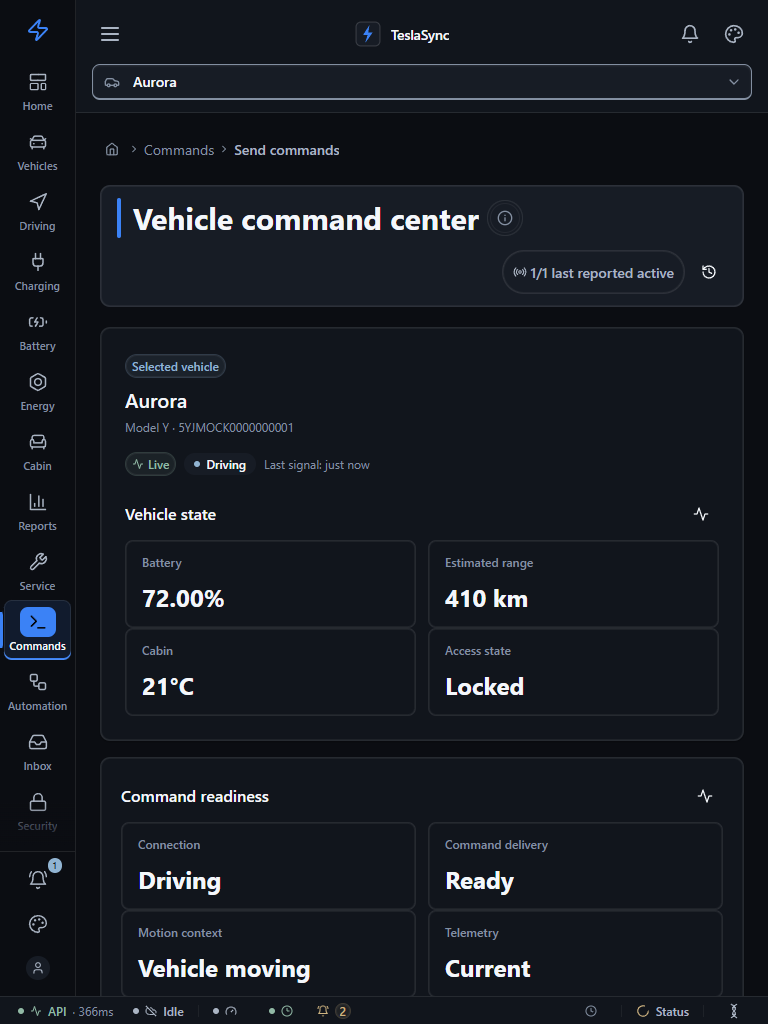 TeslaSync
Aurora
Home
Vehicles
Driving
Charging
Battery
Energy
Cabin
Reports
Service
Commands
Automation
Inbox
Security
1
Commands Send commands
Vehicle command center
1/1 last reported active
Selected vehicle
Aurora
Model Y · 5YJMOCK0000000001
Live Driving Last signal: just now
Vehicle state
Battery
72.00%
Estimated range
410 km
Cabin
21°C
Access state
Locked
Command readiness
Connection
Driving
Command delivery
Ready
Motion context
Vehicle moving
Telemetry
Current
API · 366ms Idle 2 Status